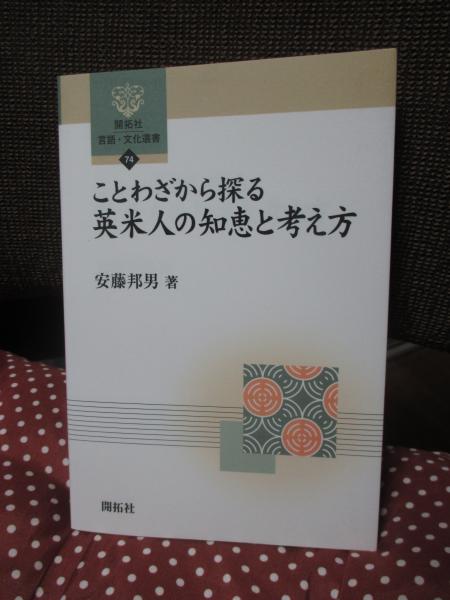 開拓社
言語・文化選書
74
ことわざから探る
英米人の知恵と考え方
安藤邦男 著
開拓社